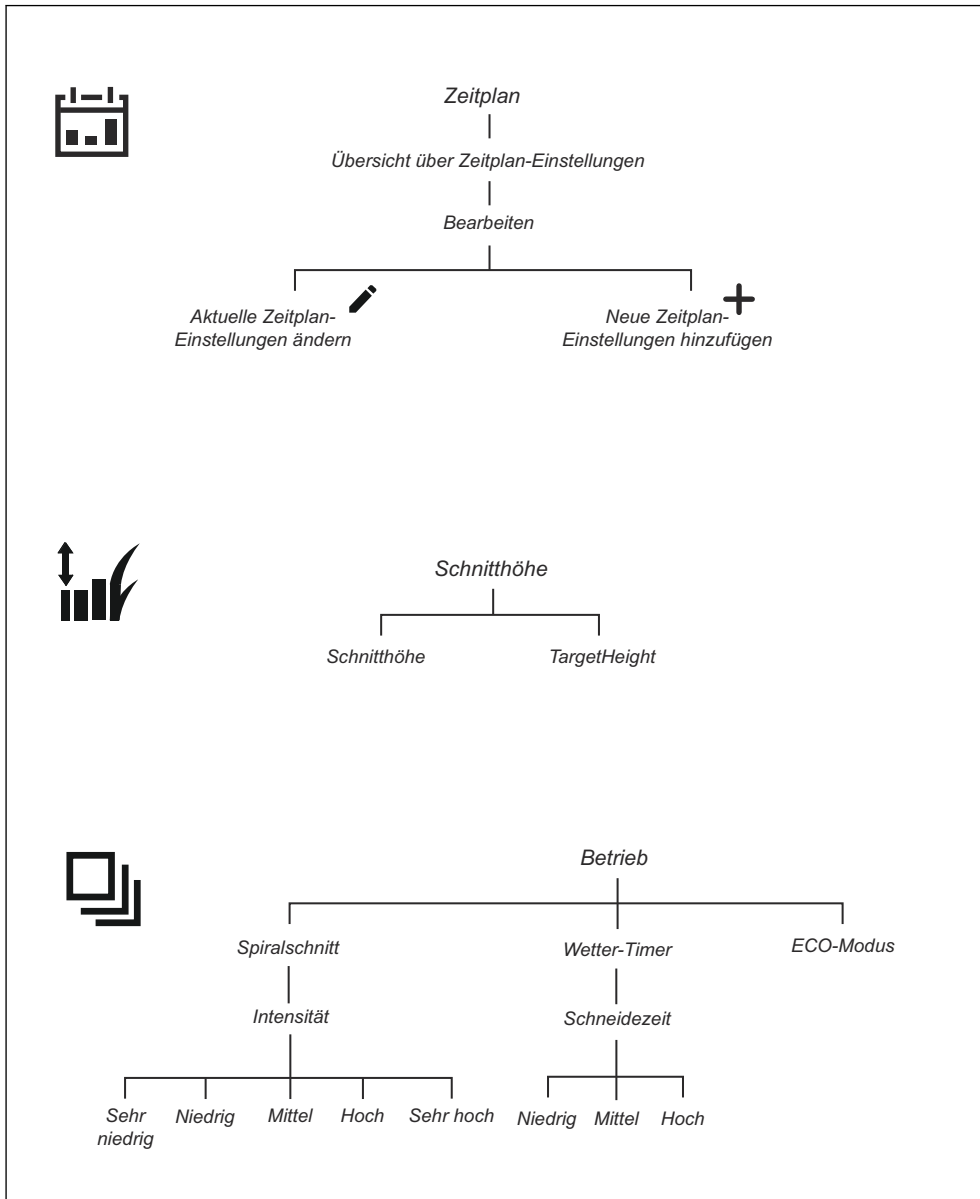 Zeitplan
Übersicht über Zeitplan-Einstellungen
Bearbeiten
Aktuelle Zeitplan-
Einstellungen ändern
Neue Zeitplan-
Einstellungen hinzufügen
Schnitthöhe
Schnitthöhe
TargetHeight
Betrieb
Spiralschnitt
Wetter-Timer
ECO-Modus
Intensität
Schneidezeit
Sehr
niedrig
Niedrig
Mittel
Hoch
Sehr hoch
Niedrig
Mittel
Hoch